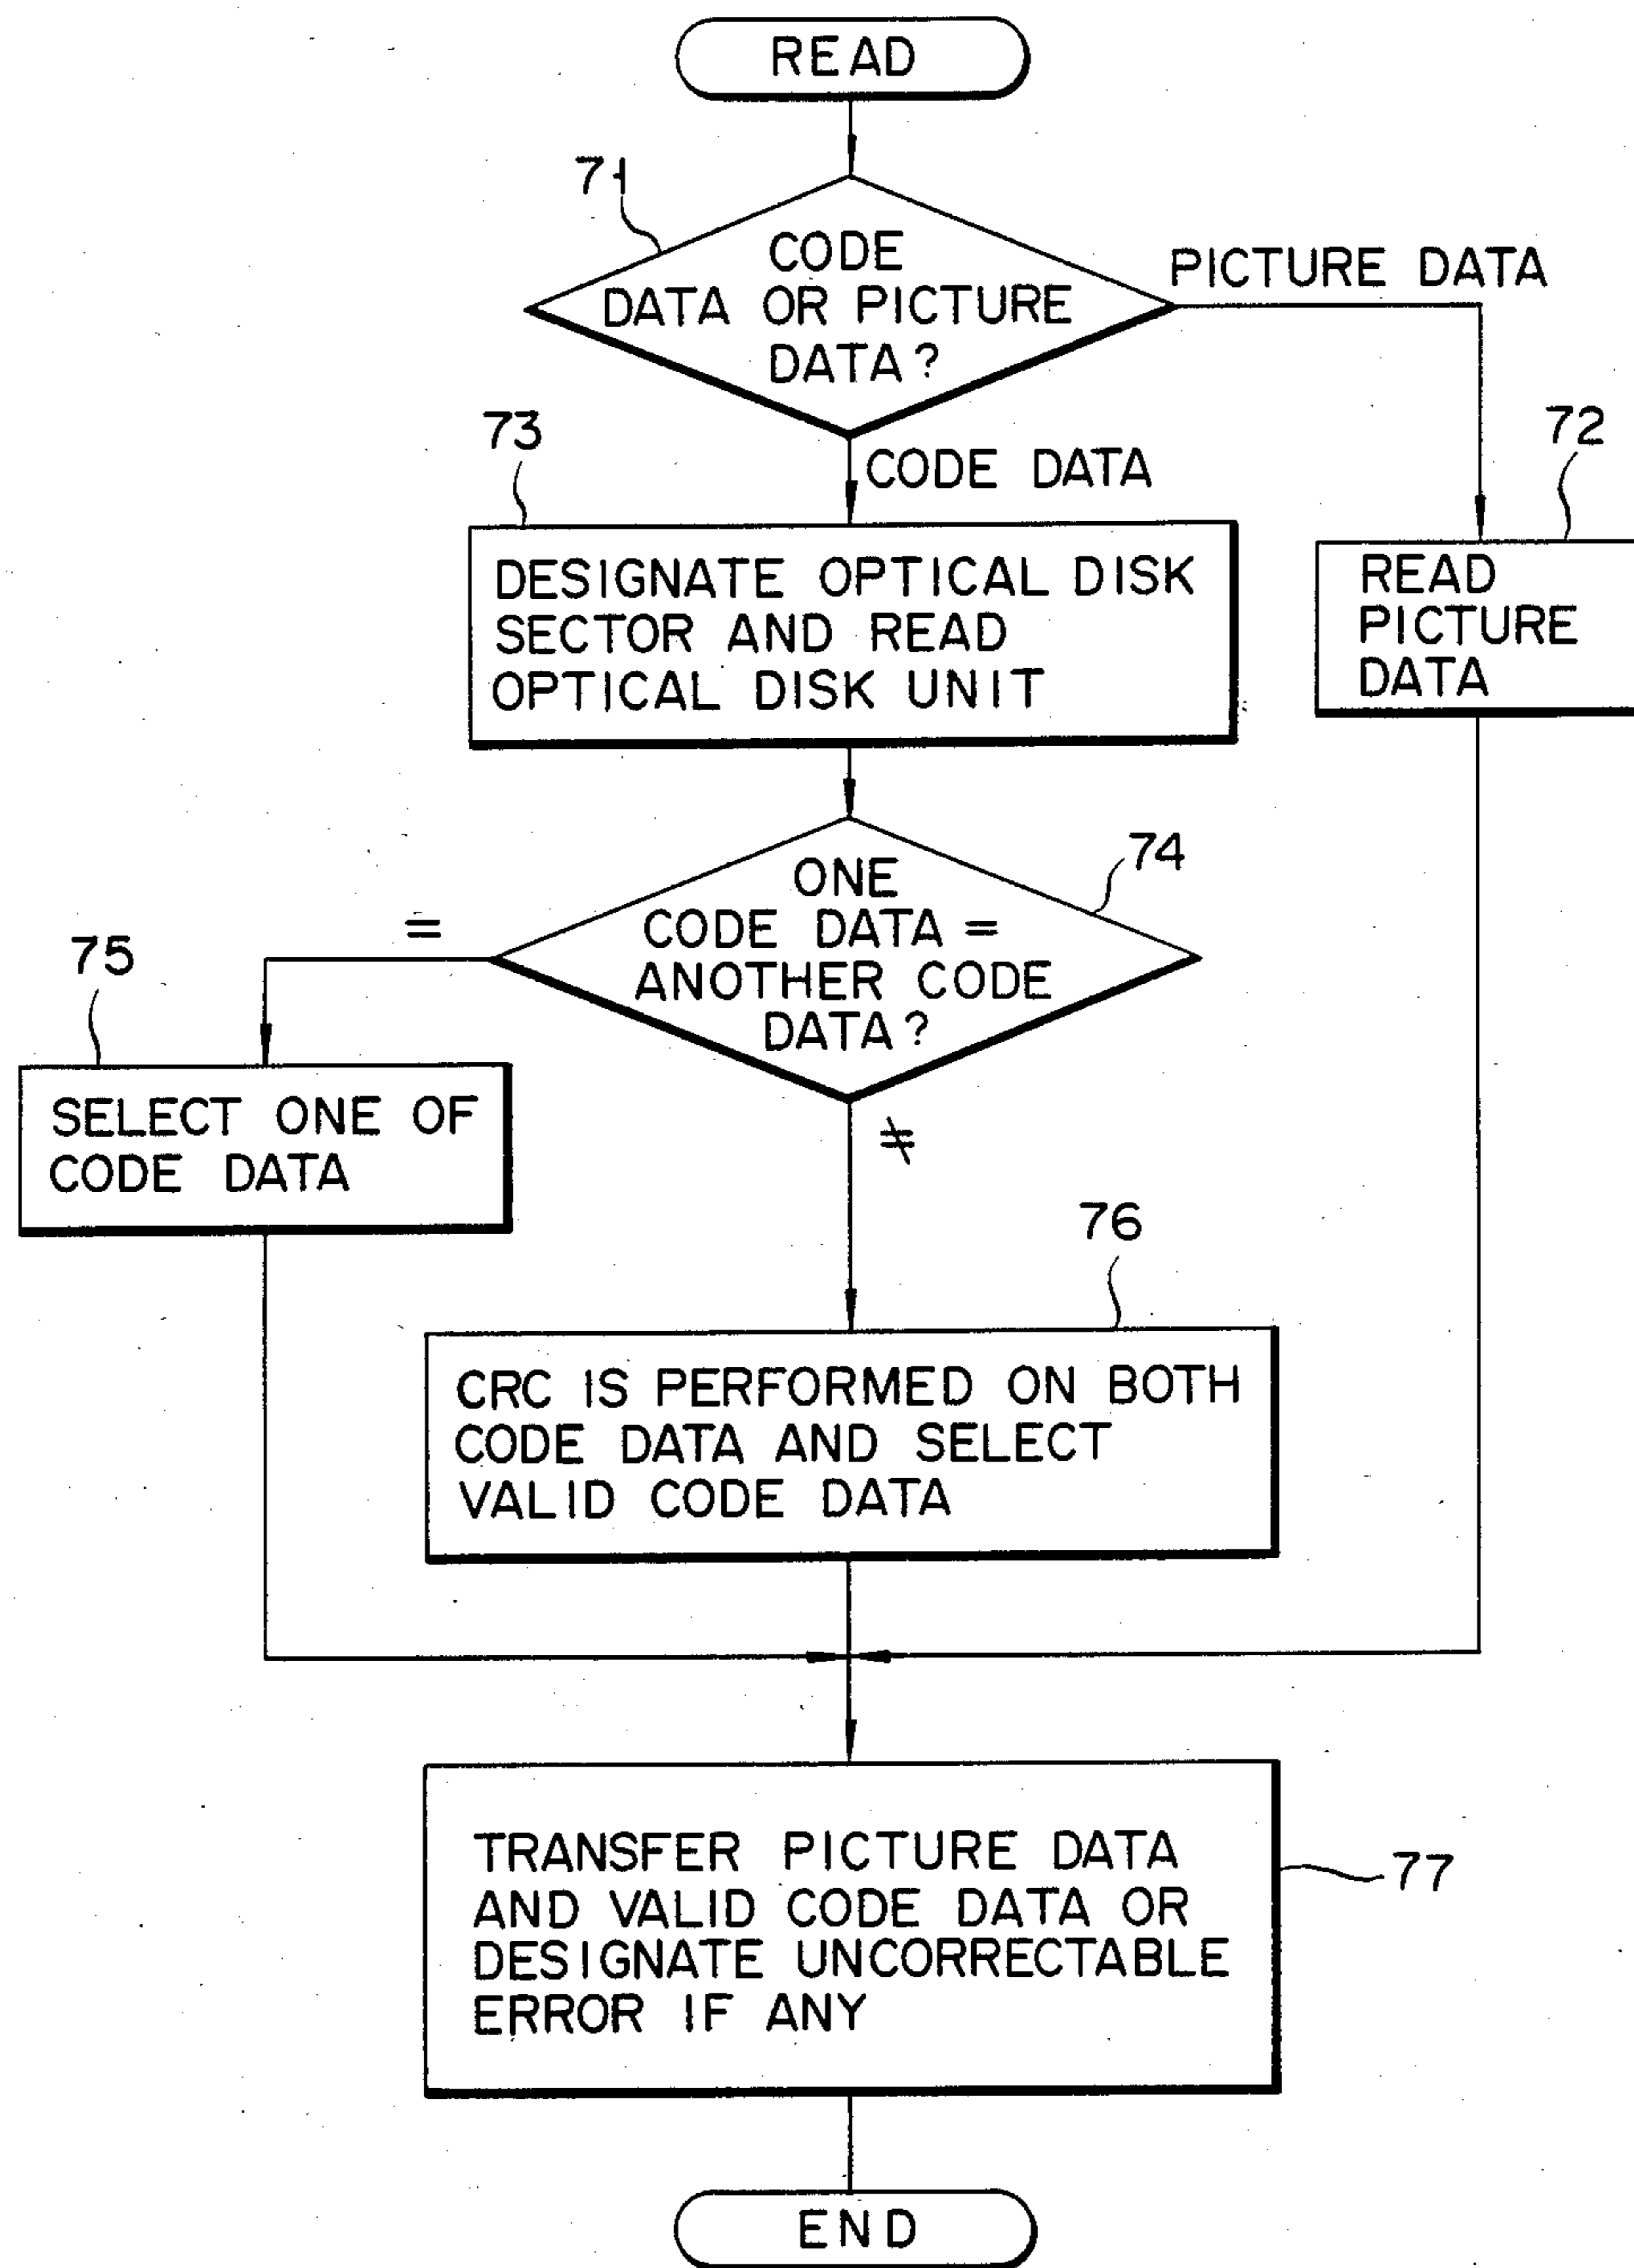 READ
71
CODE
DATA OR PICTURE
DATA?
PICTURE DATA
CODE DATA
73
DESIGNATE OPTICAL DISK
SECTOR AND READ
OPTICAL DISK UNIT
72
READ
PICTURE
DATA
74
ONE
CODE DATA =
ANOTHER CODE
DATA?
=
75
SELECT ONE OF
CODE DATA
≠
76
CRC IS PERFORMED ON BOTH
CODE DATA AND SELECT
VALID CODE DATA
TRANSFER PICTURE DATA
AND VALID CODE DATA OR
DESIGNATE UNCORRECTABLE
ERROR IF ANY
77
END